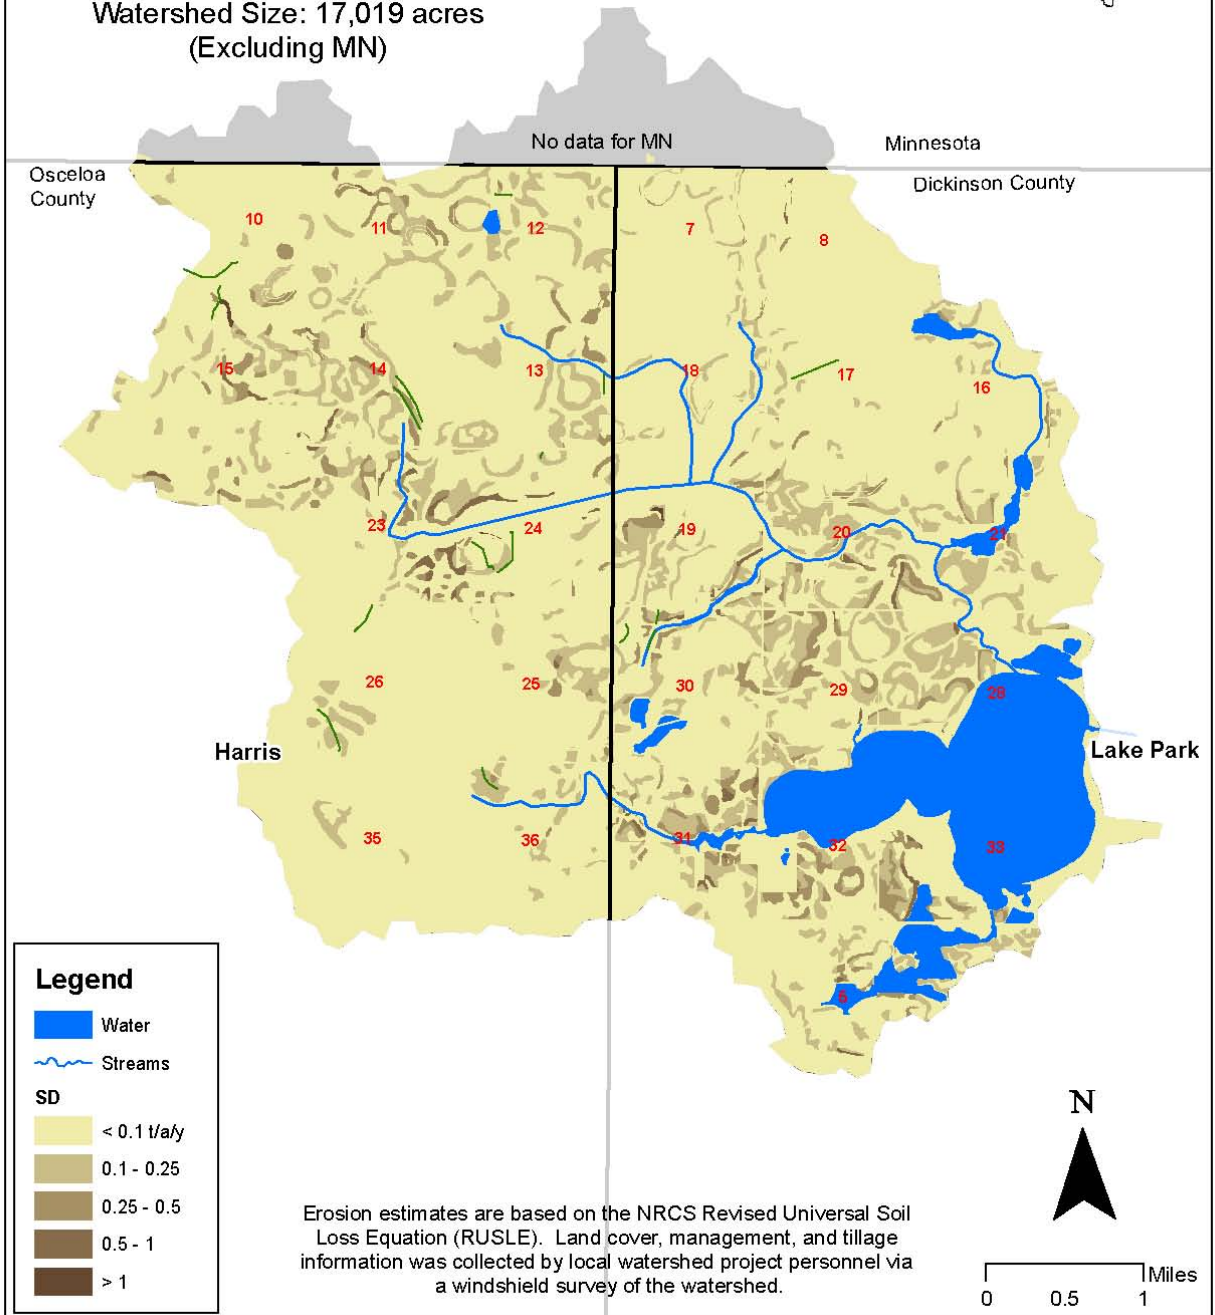 Watershed Size: 17,019 acres
(Excluding MN)
No data for MN
Minnesota
Osceloa
County
Dickinson County
10
11
12
7
8
15
14
13
18
17
16
23
24
19
20
21
26
25
30
29
28
Harris
Lake Park
35
36
31
32
33
5
Legend
Water
Streams
SD
< 0.1 t/a/y
0.1 - 0.25
0.25 - 0.5
0.5 - 1
> 1
Erosion estimates are based on the NRCS Revised Universal Soil
Loss Equation (RUSLE). Land cover, management, and tillage
information was collected by local watershed project personnel via
a windshield survey of the watershed.
N
Miles
0 0.5 1